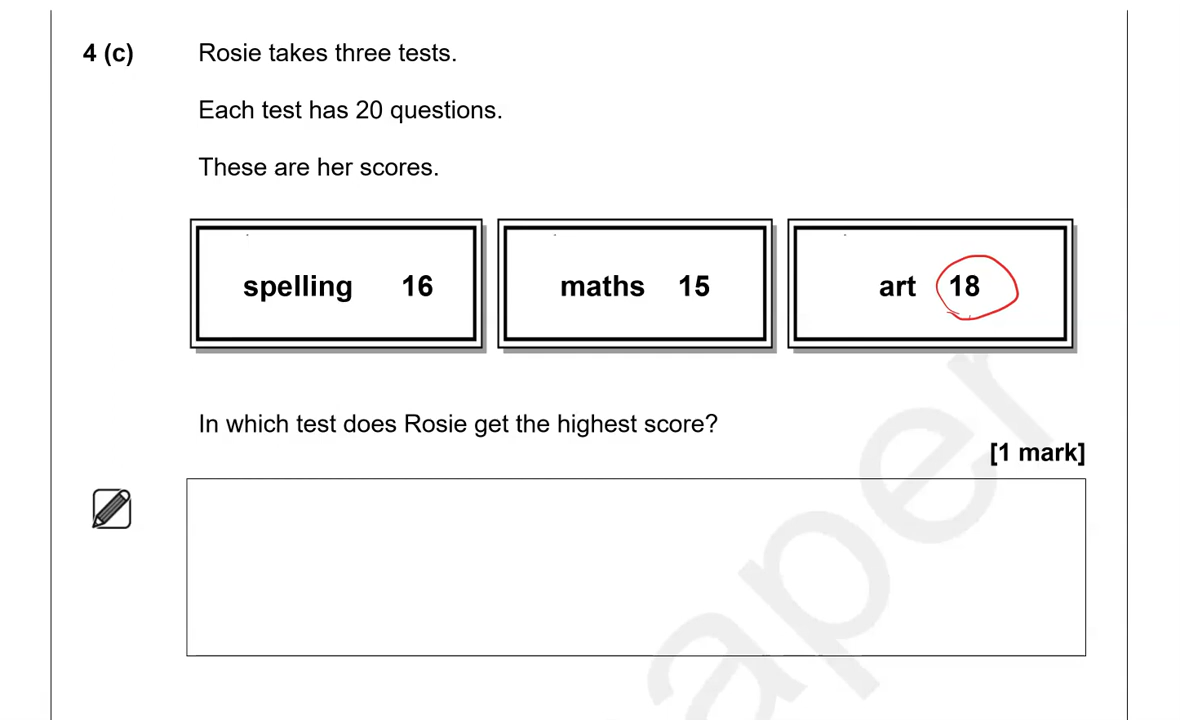 4 (c) Rosie takes three tests.
Each test has 20 questions.
These are her scores.
spelling 16 maths 15 art 18
In which test does Rosie get the highest score?
[1 mark]
aper